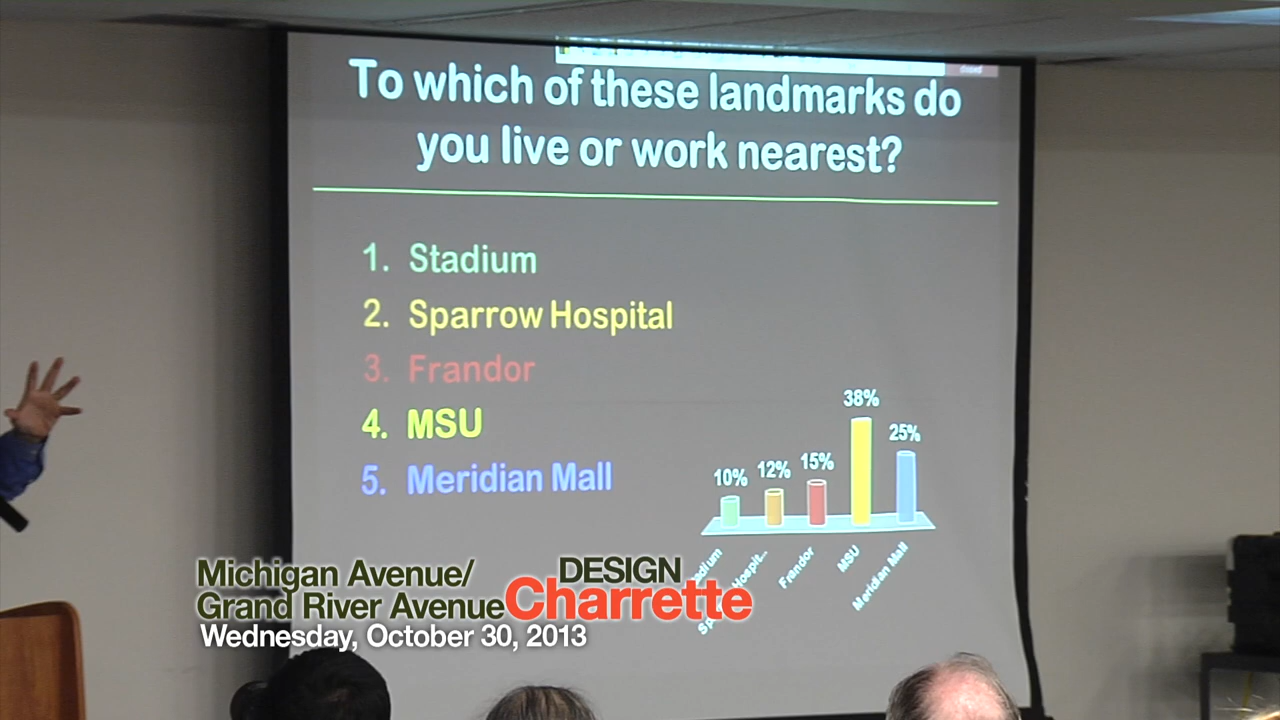 To which of these landmarks do
you live or work nearest?
1. Stadium
2. Sparrow Hospital
3. Frandor
4. MSU
5. Meridian Mall
10% 12% 15% 38% 25%
Hospit... Frandor MSU Meridian Mall
Michigan Avenue/
Grand River Avenue
DESIGN
Charrette
Wednesday, October 30, 2013